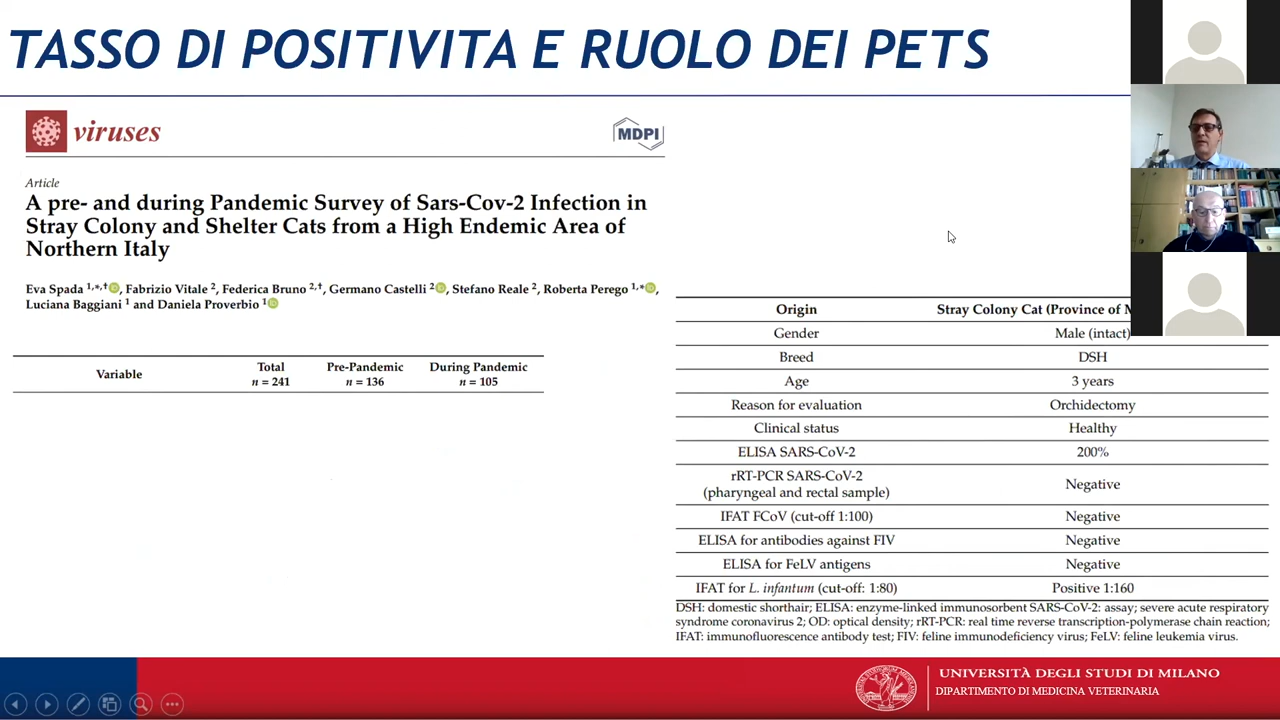 TASSO DI POSITIVITA E RUOLO DEI PETS
viruses
MDPI
Article
A pre- and during Pandemic Survey of Sars-Cov-2 Infection in
Stray Colony and Shelter Cats from a High Endemic Area of
Northern Italy
Eva Spada 1,*,† , Fabrizio Vitale 2, Federica Bruno 2,†, Germano Castelli 2 , Stefano Reale 2, Roberta Perego 1,* ,
Luciana Baggiani 1 and Daniela Proverbio 1
Variable Total Pre-Pandemic During Pandemic
n = 241 n = 136 n = 105
Origin Stray Colony Cat (Province of
Gender Male (intact)
Breed DSH
Age 3 years
Reason for evaluation Orchidectomy
Clinical status Healthy
ELISA SARS-CoV-2 200%
rRT-PCR SARS-CoV-2
(pharyngeal and rectal sample) Negative
IFAT FCoV (cut-off 1:100) Negative
ELISA for antibodies against FIV Negative
ELISA for FeLV antigens Negative
IFAT for L. infantum (cut-off: 1:80) Positive 1:160
DSH: domestic shorthair; ELISA: enzyme-linked immunosorbent SARS-CoV-2: assay; severe acute respiratory
syndrome coronavirus 2; OD: optical density; rRT-PCR: real time reverse transcription-polymerase chain reaction;
IFAT: immunofluorescence antibody test; FIV: feline immunodeficiency virus; FeLV: feline leukemia virus.
UNIVERSITÀ DEGLI STUDI DI MILANO
DIPARTIMENTO DI MEDICINA VETERINARIA